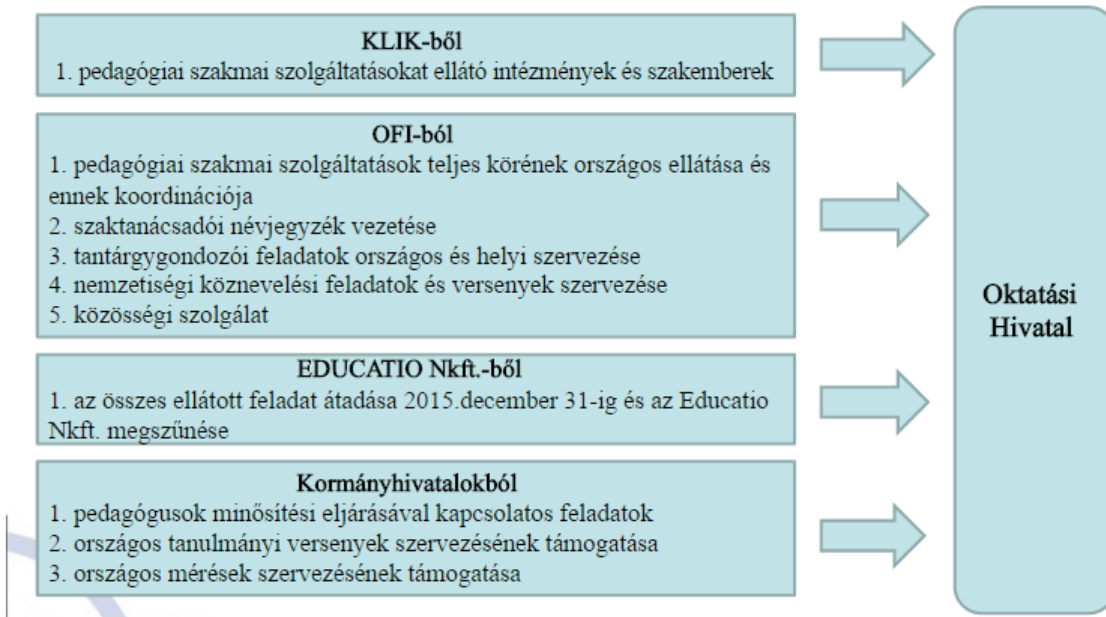 KLIK-ből
1. pedagógiai szakmai szolgáltatásokat ellátó intézmények és szakemberek
OFI-ból
1. pedagógiai szakmai szolgáltatások teljes körének országos ellátása és
ennek koordinációja
2. szaktanácsadói névjegyzék vezetése
3. tantárgygondozói feladatok országos és helyi szervezése
4. nemzetiségi köznevelési feladatok és versenyek szervezése
5. közösségi szolgálat
EDUCATIO Nkft.-ből
1. az összes ellátott feladat átadása 2015.december 31-ig és az Educatio
Nkft. megszűnése
Kormányhivatalokból
1. pedagógusok minősítési eljárásával kapcsolatos feladatok
2. országos tanulmányi versenyek szervezésének támogatása
3. országos mérések szervezésének támogatása
Oktatási
Hivatal